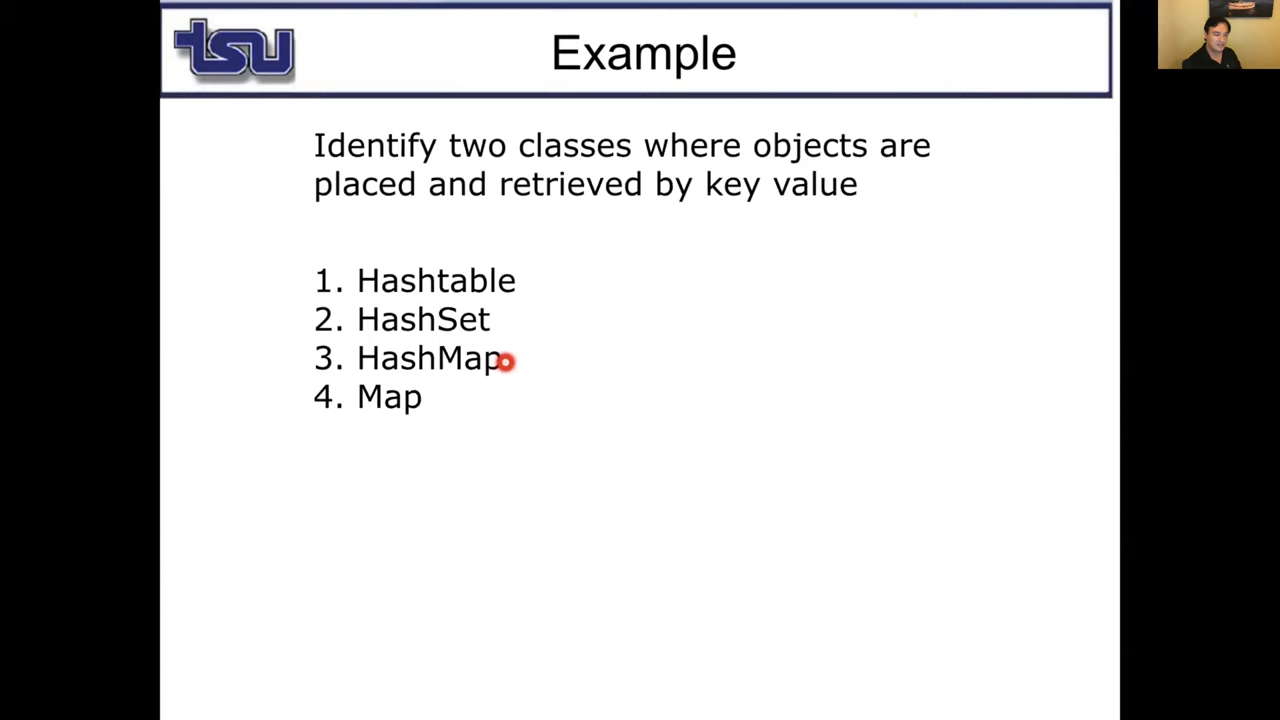 tsu
Example
Identify two classes where objects are
placed and retrieved by key value
1. Hashtable
2. HashSet
3. HashMap
4. Map